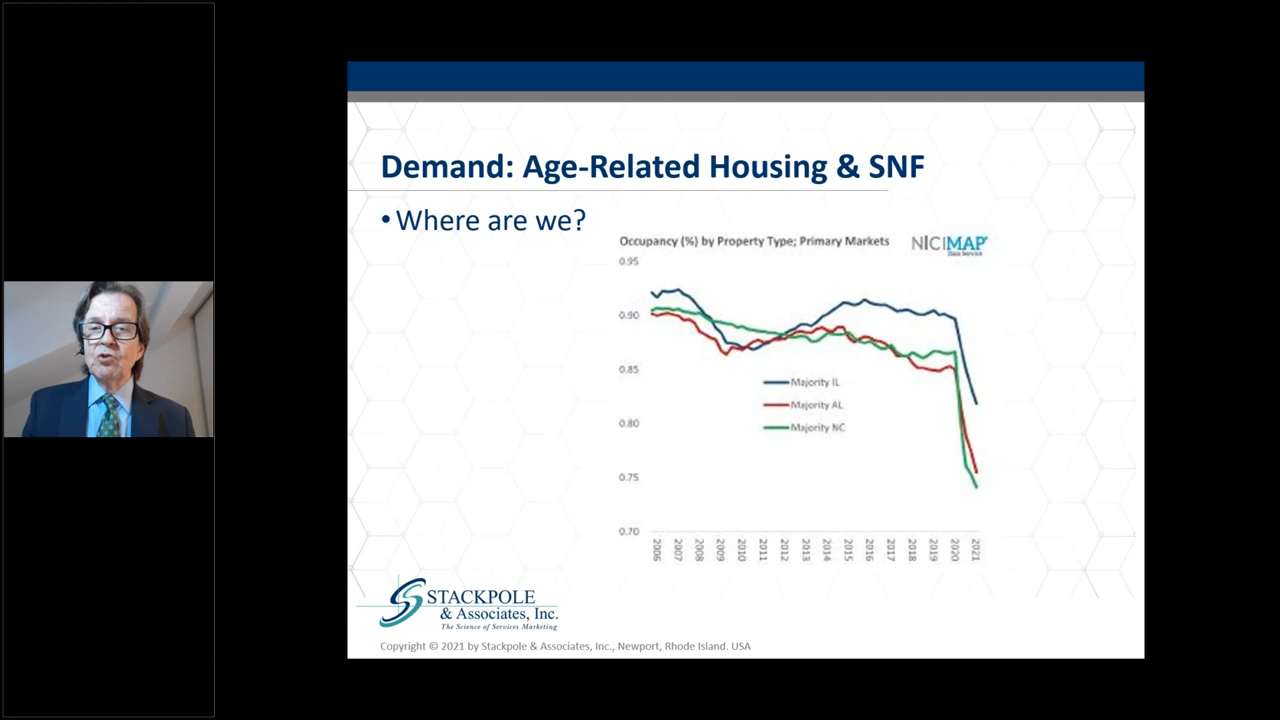 Demand: Age-Related Housing & SNF
• Where are we?
Occupancy (%) by Property Type; Primary Markets
NIC|MAP®
Data Service
0.95
0.90
0.85
0.80
0.75
0.70
Majority IL
Majority AL
Majority NC
2006 2007 2008 2009 2010 2011 2012 2013 2014 2015 2016 2017 2018 2019 2020 2021
STACKPOLE
& Associates, Inc.
The Science of Services Marketing
Copyright © 2021 by Stackpole & Associates, Inc., Newport, Rhode Island. USA